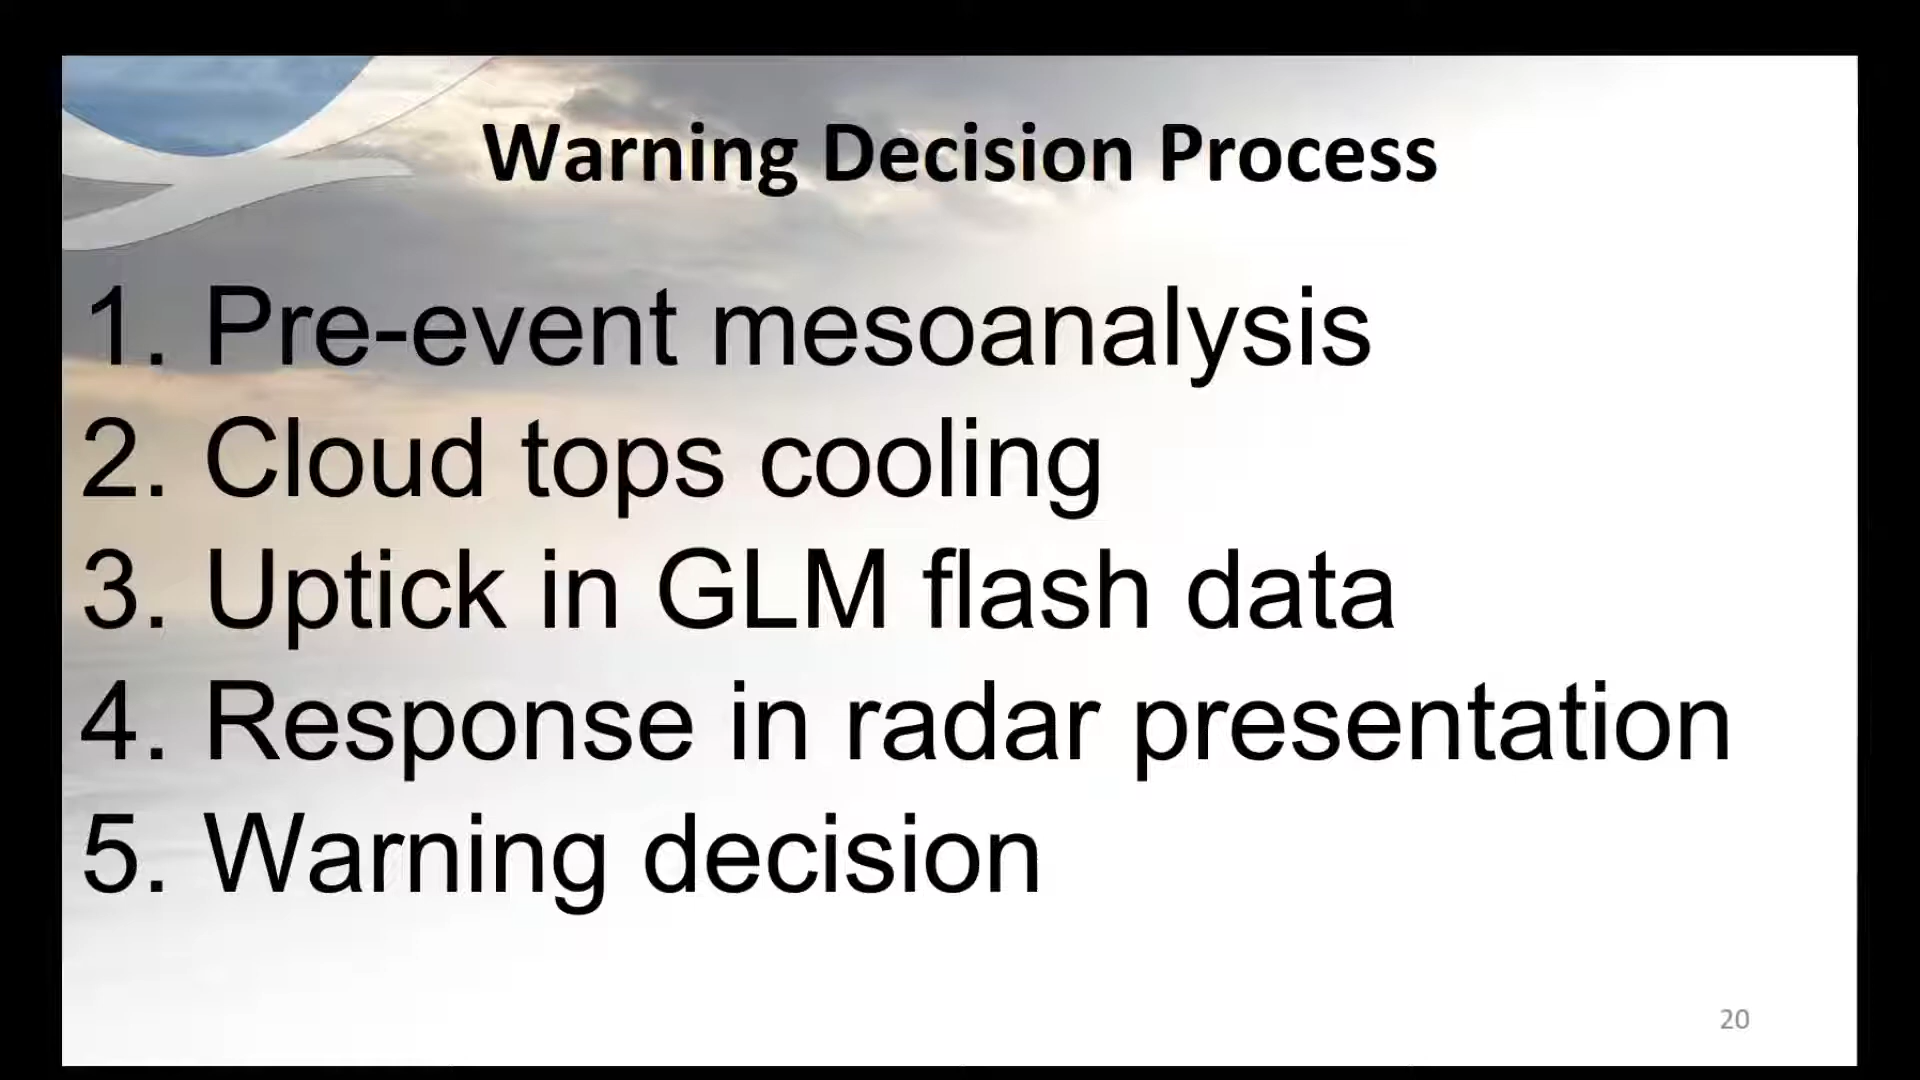 Warning Decision Process
1. Pre-event mesoanalysis
2. Cloud tops cooling
3. Uptick in GLM flash data
4. Response in radar presentation
5. Warning decision
20